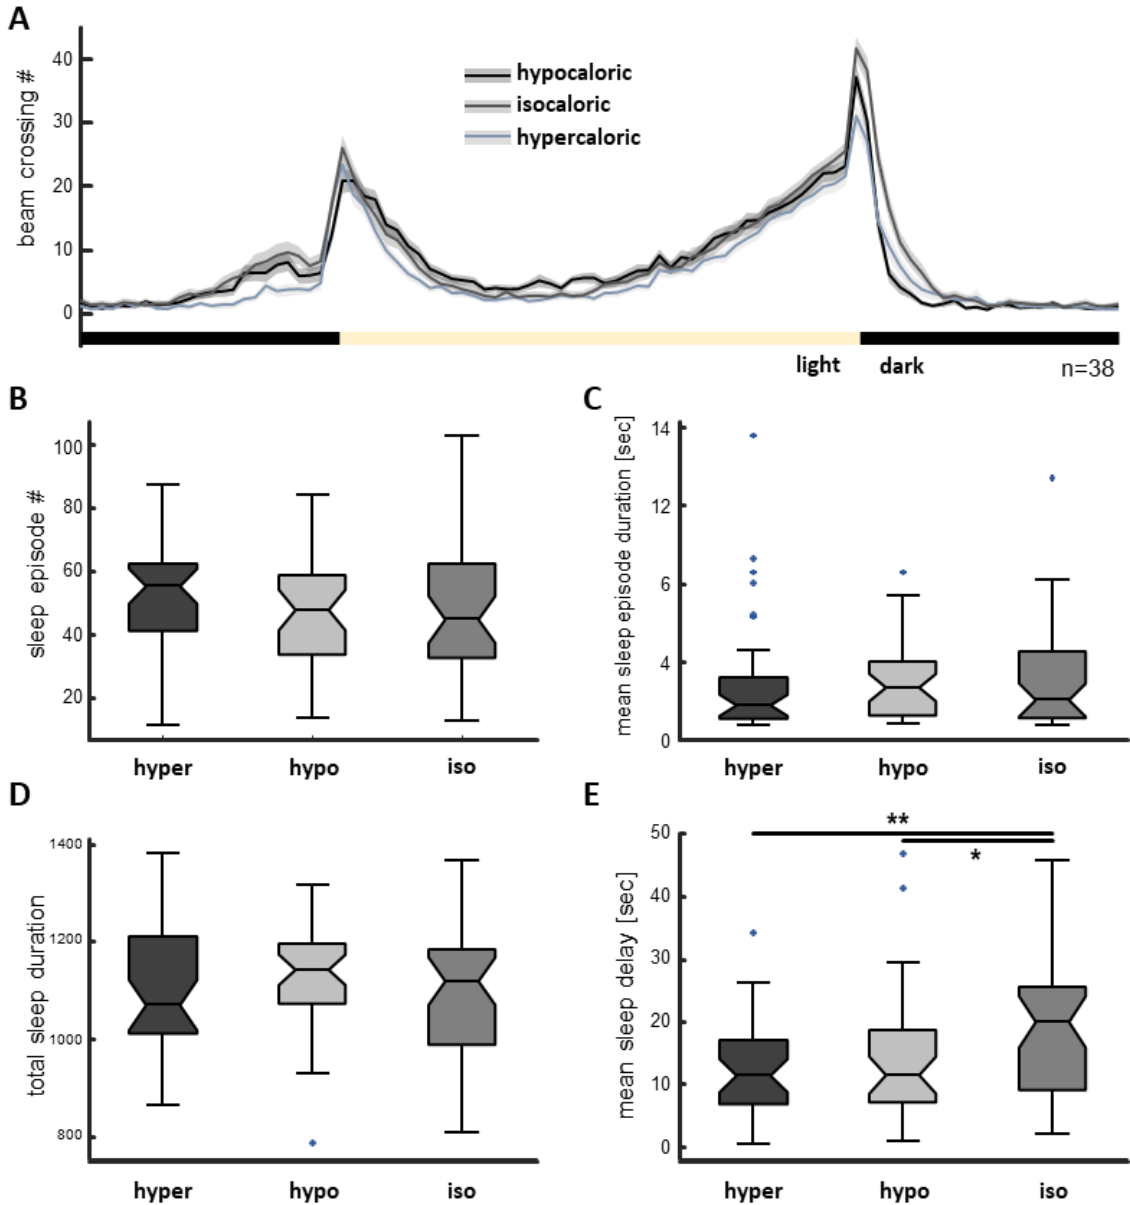 A
beam crossing #
40
30
20
10
0
hypocaloric
isocaloric
hypercaloric
light dark
n=38
B
sleep episode #
100
80
60
40
20
hyper hypo iso
C
mean sleep episode duration [sec]
14
12
6
4
0
hyper hypo iso
D
total sleep duration
1400
1200
1000
800
hyper hypo iso
E
mean sleep delay [sec]
50
40
30
20
10
0
**
*
hyper hypo iso